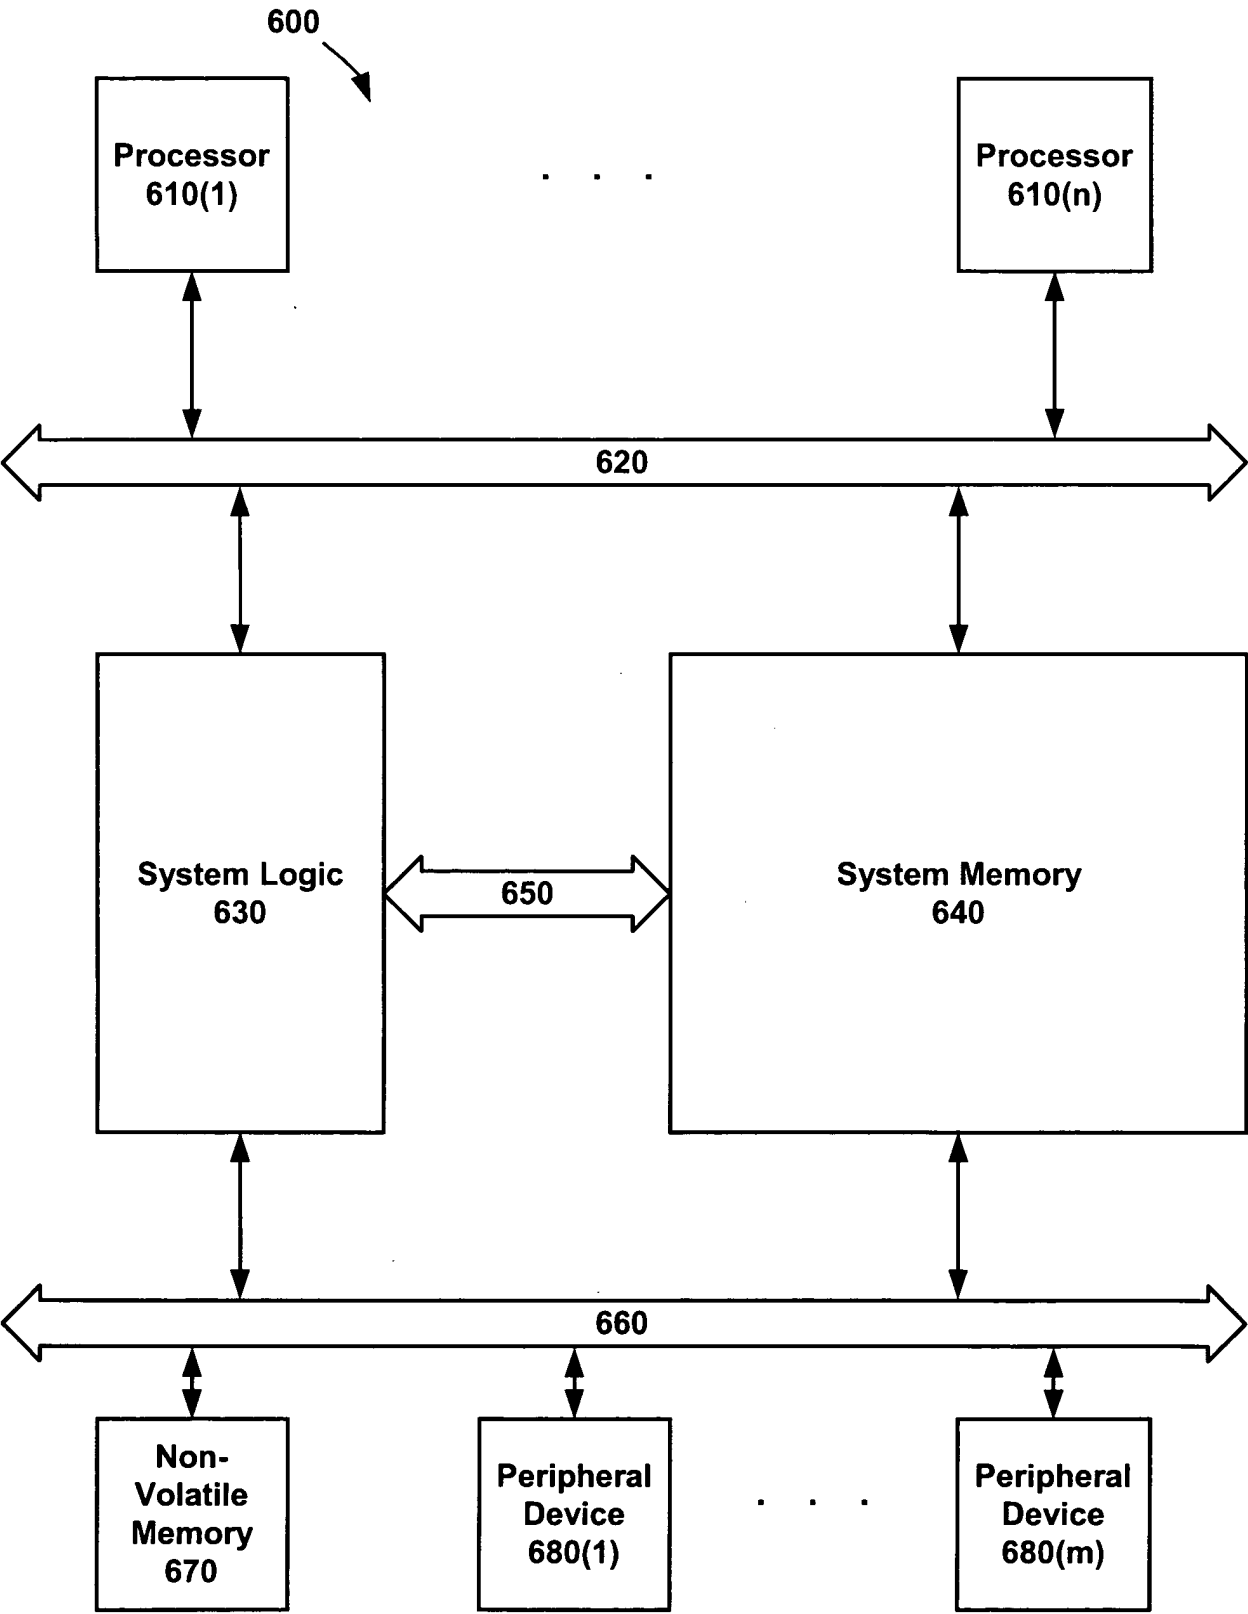 600
Processor
610(1)
. . .
Processor
610(n)
620
System Logic
630
650
System Memory
640
660
Non-
Volatile
Memory
670
Peripheral
Device
680(1)
. . .
Peripheral
Device
680(m)